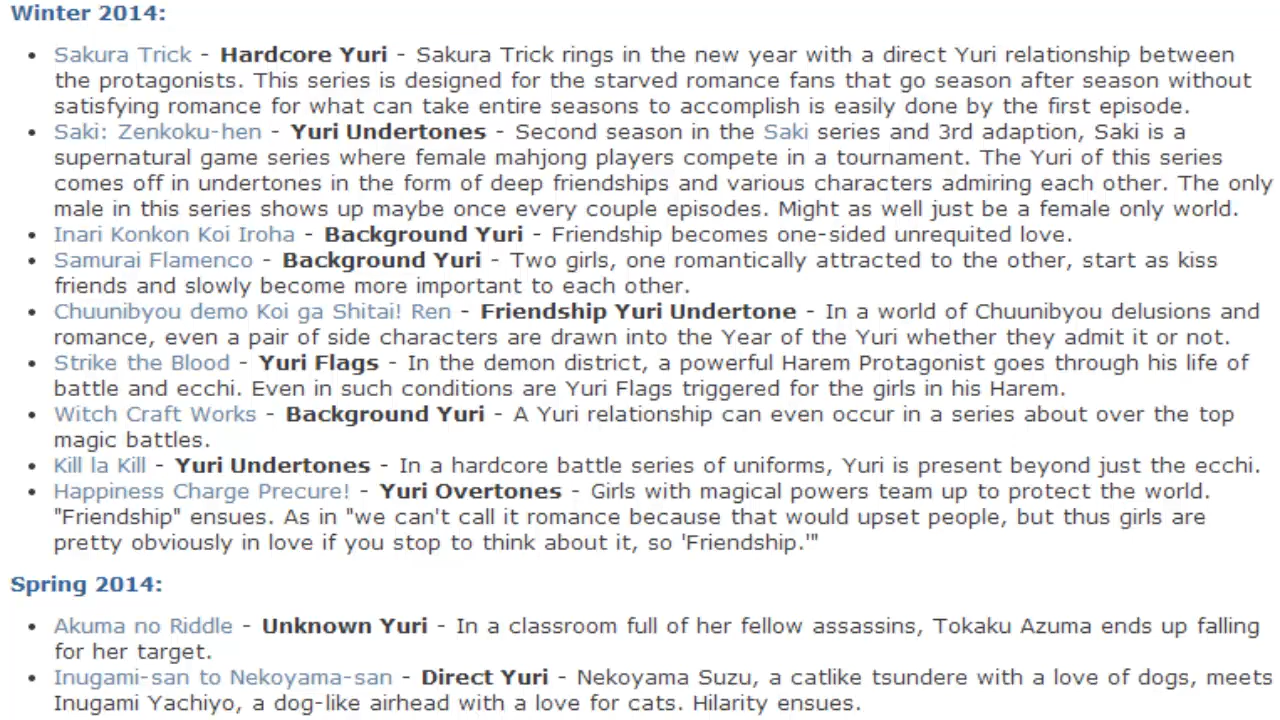 Winter 2014:
• Sakura Trick - Hardcore Yuri - Sakura Trick rings in the new year with a direct Yuri relationship between
the protagonists. This series is designed for the starved romance fans that go season after season without
satisfying romance for what can take entire seasons to accomplish is easily done by the first episode.
• Saki: Zenkoku-hen - Yuri Undertones - Second season in the Saki series and 3rd adaption, Saki is a
supernatural game series where female mahjong players compete in a tournament. The Yuri of this series
comes off in undertones in the form of deep friendships and various characters admiring each other. The only
male in this series shows up maybe once every couple episodes. Might as well just be a female only world.
• Inari Konkon Koi Iroha - Background Yuri - Friendship becomes one-sided unrequited love.
• Samurai Flamenco - Background Yuri - Two girls, one romantically attracted to the other, start as kiss
friends and slowly become more important to each other.
• Chuunibyou demo Koi ga Shitai! Ren - Friendship Yuri Undertone - In a world of Chuunibyou delusions and
romance, even a pair of side characters are drawn into the Year of the Yuri whether they admit it or not.
• Strike the Blood - Yuri Flags - In the demon district, a powerful Harem Protagonist goes through his life of
battle and ecchi. Even in such conditions are Yuri Flags triggered for the girls in his Harem.
• Witch Craft Works - Background Yuri - A Yuri relationship can even occur in a series about over the top
magic battles.
• Kill la Kill - Yuri Undertones - In a hardcore battle series of uniforms, Yuri is present beyond just the ecchi.
• Happiness Charge Precure! - Yuri Overtones - Girls with magical powers team up to protect the world.
"Friendship" ensues. As in "we can't call it romance because that would upset people, but thus girls are
pretty obviously in love if you stop to think about it, so 'Friendship.'"
Spring 2014:
• Akuma no Riddle - Unknown Yuri - In a classroom full of her fellow assassins, Tokaku Azuma ends up falling
for her target.
• Inugami-san to Nekoyama-san - Direct Yuri - Nekoyama Suzu, a catlike tsundere with a love of dogs, meets
Inugami Yachiyo, a dog-like airhead with a love for cats. Hilarity ensues.